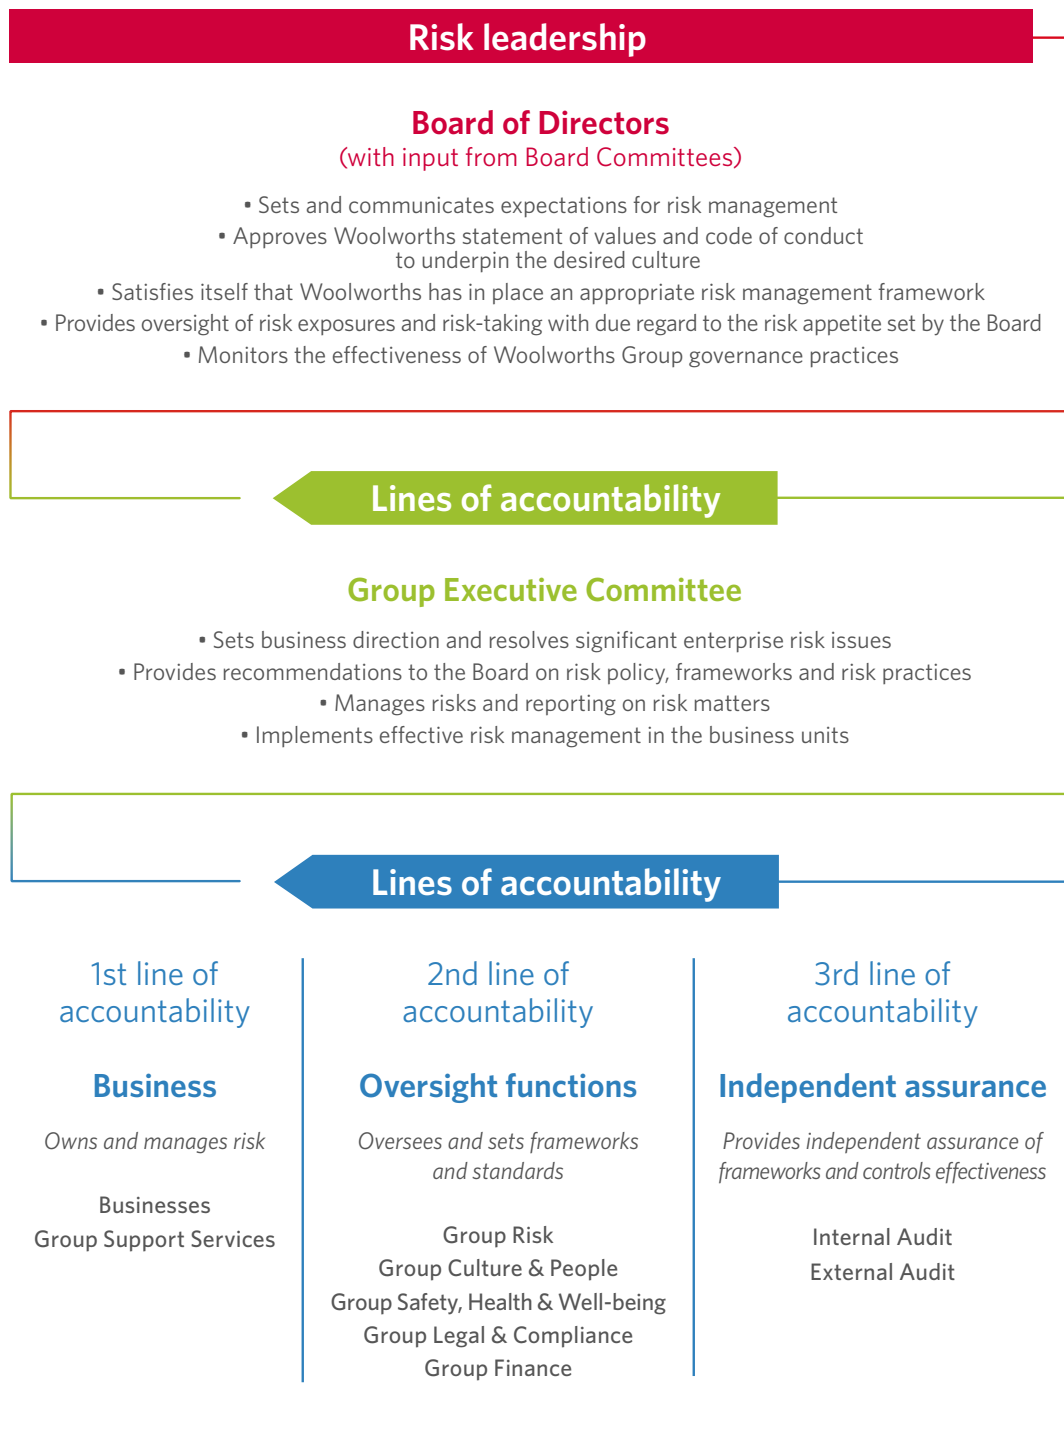 Risk leadership
Board of Directors
(with input from Board Committees)
• Sets and communicates expectations for risk management
• Approves Woolworths statement of values and code of conduct
to underpin the desired culture
• Satisfies itself that Woolworths has in place an appropriate risk management framework
• Provides oversight of risk exposures and risk-taking with due regard to the risk appetite set by the Board
• Monitors the effectiveness of Woolworths Group governance practices
Lines of accountability
Group Executive Committee
• Sets business direction and resolves significant enterprise risk issues
• Provides recommendations to the Board on risk policy, frameworks and risk practices
• Manages risks and reporting on risk matters
• Implements effective risk management in the business units
Lines of accountability
1st line of
accountability
Business
Owns and manages risk
Businesses
Group Support Services
2nd line of
accountability
Oversight functions
Oversees and sets frameworks
and standards
Group Risk
Group Culture & People
Group Safety, Health & Well-being
Group Legal & Compliance
Group Finance
3rd line of
accountability
Independent assurance
Provides independent assurance of
frameworks and controls effectiveness
Internal Audit
External Audit